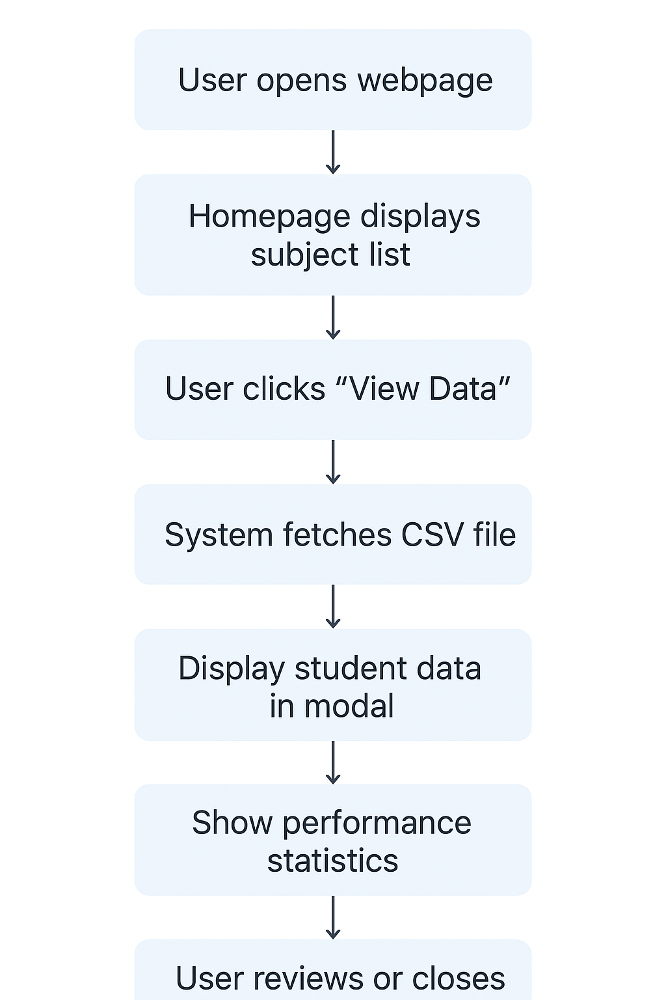 User opens webpage
Homepage displays
subject list
User clicks “View Data”
System fetches CSV file
Display student data
in modal
Show performance
statistics
User reviews or closes